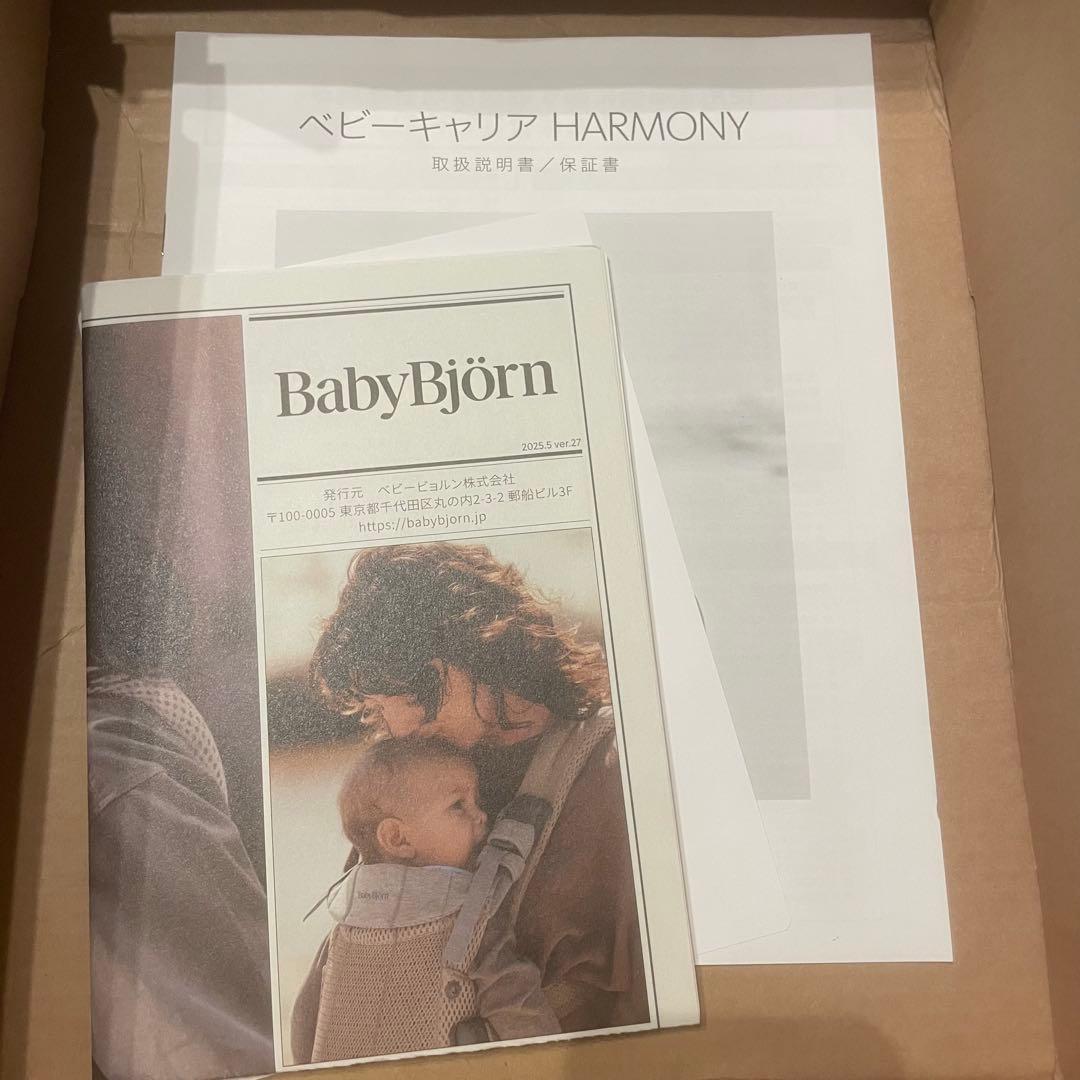 ベビーキャリア HARMONY
取扱説明書／保証書
BabyBjörn
2025.5 ver.27
発行元　ベビービョルン株式会社
〒100-0005 東京都千代田区丸の内2-3-2 郵船ビル3F
https://babybjorn.jp
BabyBjörn